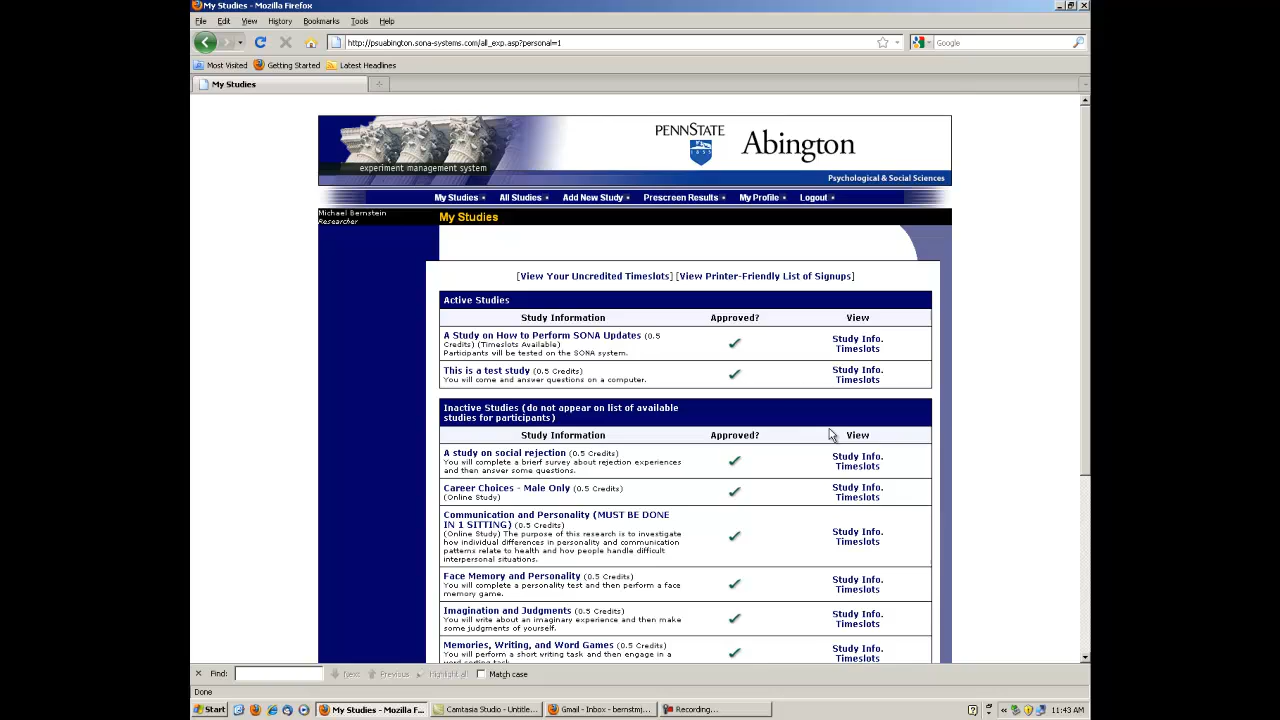 My Studies - Mozilla Firefox
File Edit View History Bookmarks Tools Help
http://psuabington.sona-systems.com/all_exp.asp?personal=1
Google
Most Visited Getting Started Latest Headlines
My Studies
PENNSTATE
1855
Abington
experiment management system
Psychological & Social Sciences
My Studies All Studies Add New Study Prescreen Results My Profile Logout
Michael Bernstein
Researcher
My Studies
[View Your Uncredited Timeslots] [View Printer-Friendly List of Signups]
Active Studies
Study Information Approved? View
A Study on How to Perform SONA Updates (0.5
Credits) (Timeslots Available)
Participants will be tested on the SONA system.
Study Info.
Timeslots
This is a test study (0.5 Credits)
You will come and answer questions on a computer.
Study Info.
Timeslots
Inactive Studies (do not appear on list of available
studies for participants)
Study Information Approved? View
A study on social rejection (0.5 Credits)
You will complete a brierf survey about rejection experiences
and then answer some questions.
Study Info.
Timeslots
Career Choices - Male Only (0.5 Credits)
(Online Study)
Study Info.
Timeslots
Communication and Personality (MUST BE DONE
IN 1 SITTING) (0.5 Credits)
(Online Study) The purpose of this research is to investigate
how individual differences in personality and communication
patterns relate to health and how people handle difficult
interpersonal situations.
Study Info.
Timeslots
Face Memory and Personality (0.5 Credits)
You will complete a personality test and then perform a face
memory game.
Study Info.
Timeslots
Imagination and Judgments (0.5 Credits)
You will write about an imaginary experience and then make
some judgments of yourself.
Study Info.
Timeslots
Memories, Writing, and Word Games (0.5 Credits)
You will perform a short writing task and then engage in a
word sorting task.
Study Info.
Timeslots
Find: Next Previous Highlight all Match case
Done
Start My Studies - Mozilla F... Camtasia Studio - Untitle... Gmail - Inbox - bernstmj... Recording... 11:43 AM